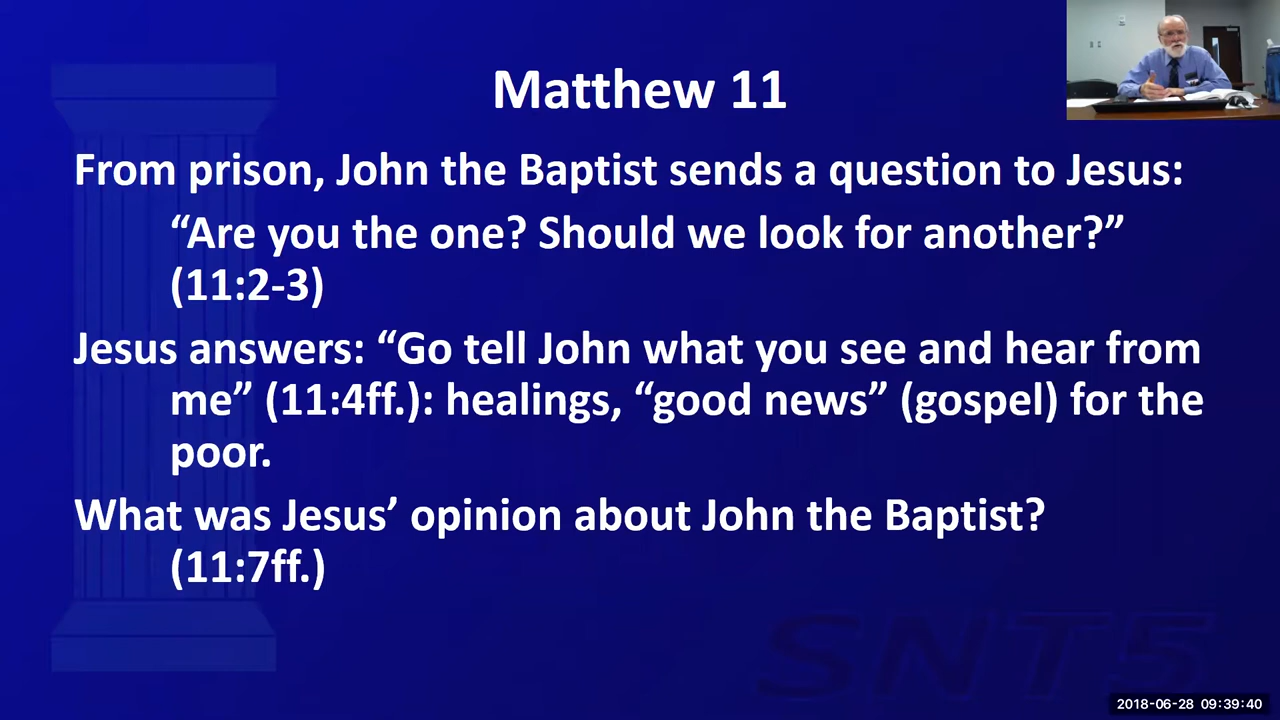 Matthew 11
From prison, John the Baptist sends a question to Jesus:
“Are you the one? Should we look for another?”
(11:2-3)
Jesus answers: “Go tell John what you see and hear from
me” (11:4ff.): healings, “good news” (gospel) for the
poor.
What was Jesus’ opinion about John the Baptist?
(11:7ff.)
SNT5
2018-06-28 09:39:40